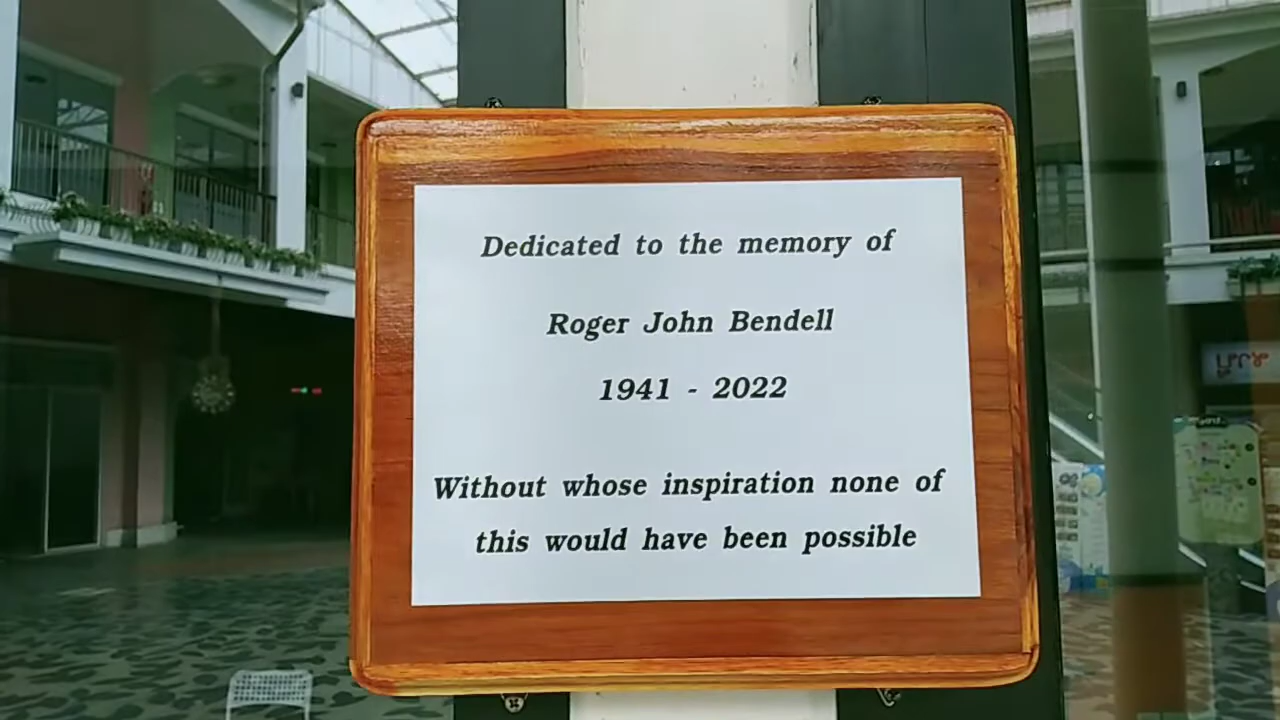 Dedicated to the memory of
Roger John Bendell
1941 - 2022
Without whose inspiration none of
this would have been possible